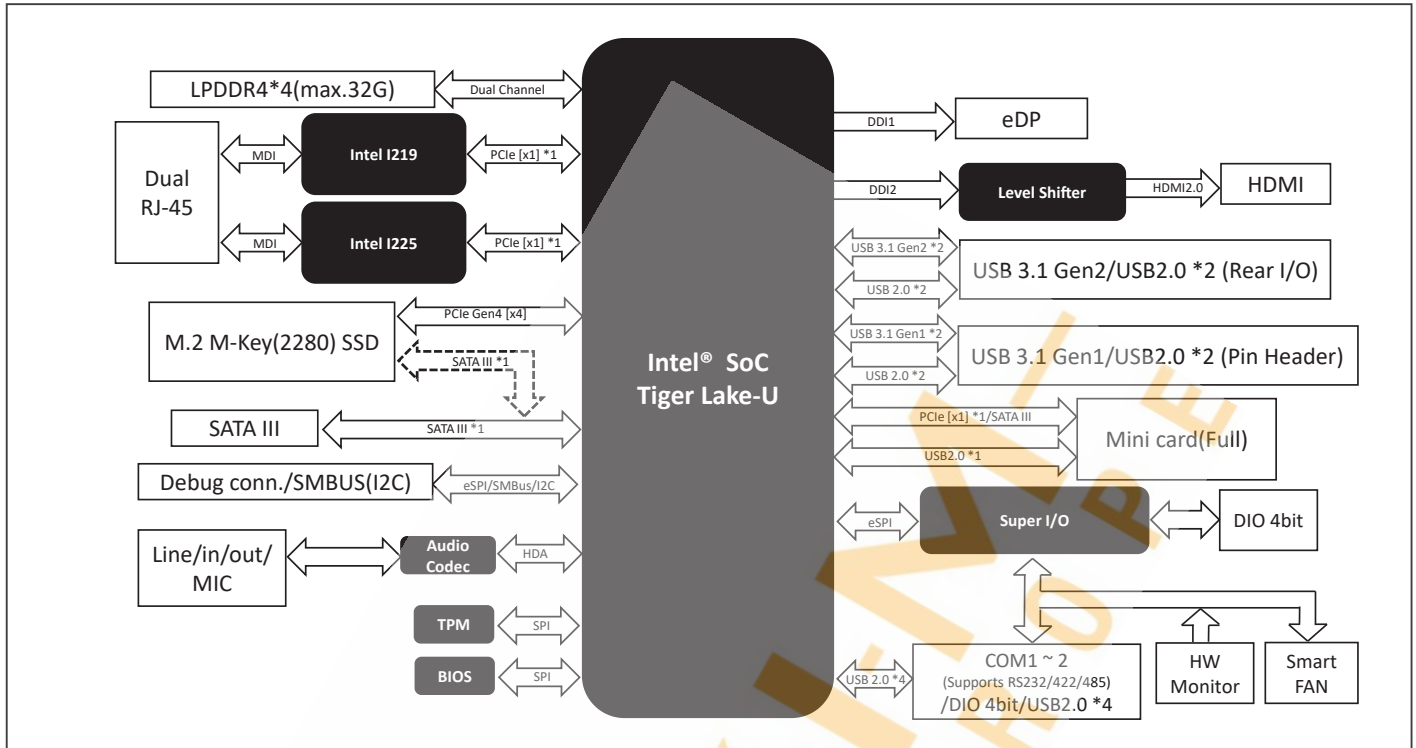 LPDDR4*4(max.32G)
Dual Channel
Dual
RJ-45
MDI
Intel I219
PCIe [x1] *1
MDI
Intel I225
PCIe [x1] *1
M.2 M-Key(2280) SSD
PCIe Gen4 [x4]
SATA III *1
SATA III
SATA III *1
Debug conn./SMBUS(I2C)
eSPI/SMBus/I2C
Line/in/out/
MIC
Audio
Codec
HDA
TPM
SPI
BIOS
SPI
Intel® SoC
Tiger Lake-U
DDI1
eDP
DDI2
Level Shifter
HDMI2.0
HDMI
USB 3.1 Gen2 *2
USB 2.0 *2
USB 3.1 Gen2/USB2.0 *2 (Rear I/O)
USB 3.1 Gen1 *2
USB 2.0 *2
USB 3.1 Gen1/USB2.0 *2 (Pin Header)
PCIe [x1] *1/SATA III
USB2.0 *1
Mini card(Full)
eSPI
Super I/O
DIO 4bit
USB 2.0 *4
COM1 ~ 2
(Supports RS232/422/485)
/DIO 4bit/USB2.0 *4
HW
Monitor
Smart
FAN